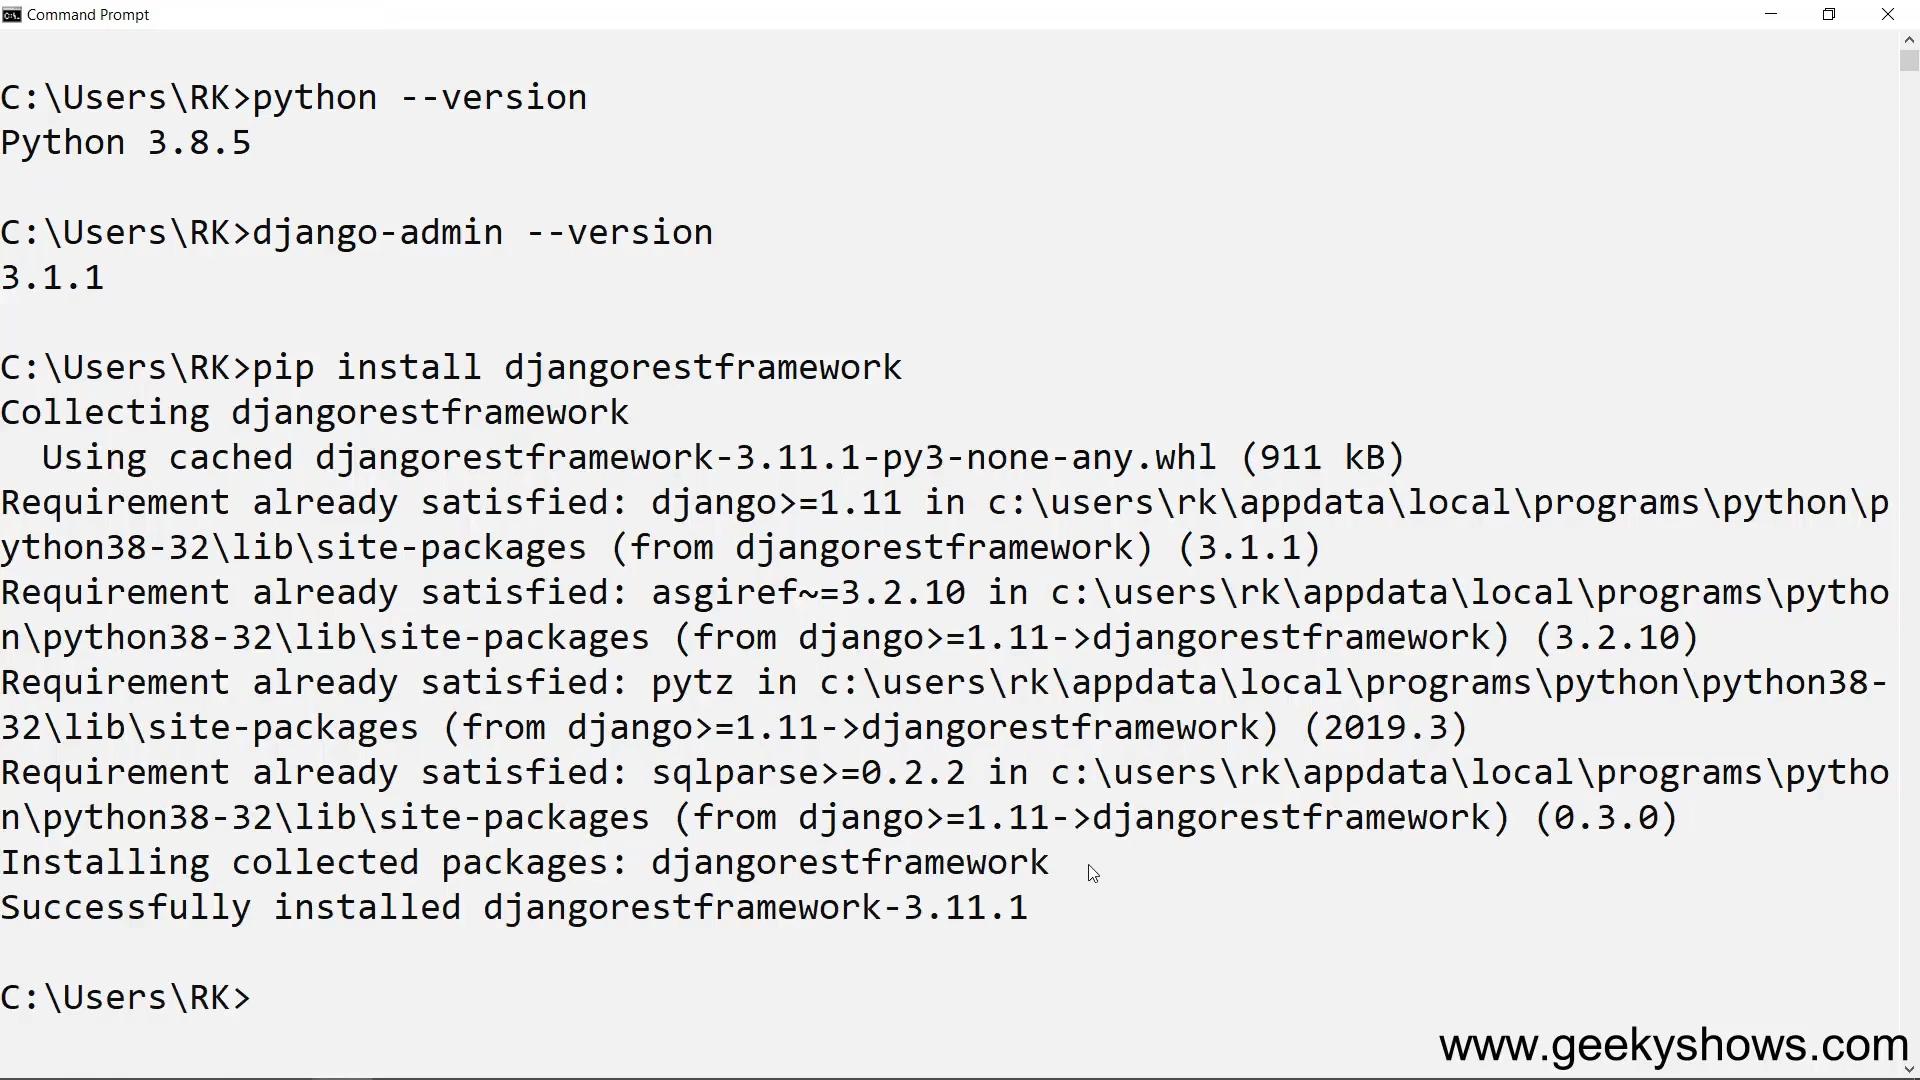 Command Prompt
C:\Users\RK>python --version
Python 3.8.5
C:\Users\RK>django-admin --version
3.1.1
C:\Users\RK>pip install djangorestframework
Collecting djangorestframework
  Using cached djangorestframework-3.11.1-py3-none-any.whl (911 kB)
Requirement already satisfied: django>=1.11 in c:\users\rk\appdata\local\programs\python\p
ython38-32\lib\site-packages (from djangorestframework) (3.1.1)
Requirement already satisfied: asgiref~=3.2.10 in c:\users\rk\appdata\local\programs\pytho
n\python38-32\lib\site-packages (from django>=1.11->djangorestframework) (3.2.10)
Requirement already satisfied: pytz in c:\users\rk\appdata\local\programs\python\python38-
32\lib\site-packages (from django>=1.11->djangorestframework) (2019.3)
Requirement already satisfied: sqlparse>=0.2.2 in c:\users\rk\appdata\local\programs\pytho
n\python38-32\lib\site-packages (from django>=1.11->djangorestframework) (0.3.0)
Installing collected packages: djangorestframework
Successfully installed djangorestframework-3.11.1
C:\Users\RK>
www.geekyshows.com